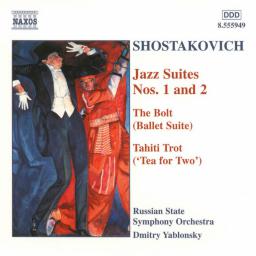 NAXOS
DDD
8.555949
SHOSTAKOVICH
Jazz Suites
Nos. 1 and 2
The Bolt
(Ballet Suite)
Tahiti Trot
(‘Tea for Two’)
Russian State
Symphony Orchestra
Dmitry Yablonsky